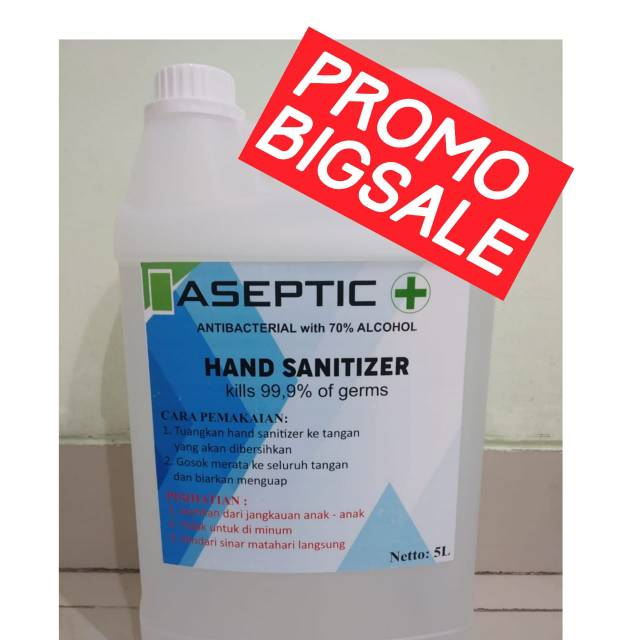 PROMO
BIGSALE
ASEPTIC
ANTIBACTERIAL with 70% ALCOHOL
HAND SANITIZER
kills 99,9% of germs
CARA PEMAKAIAN:
1. Tuangkan hand sanitizer ke tangan
yang akan dibersihkan
2. Gosok merata ke seluruh tangan
dan biarkan menguap
PERHATIAN :
1. Jauhkan dari jangkauan anak - anak
2. Tidak untuk di minum
3. Hindari sinar matahari langsung
Netto: 5L